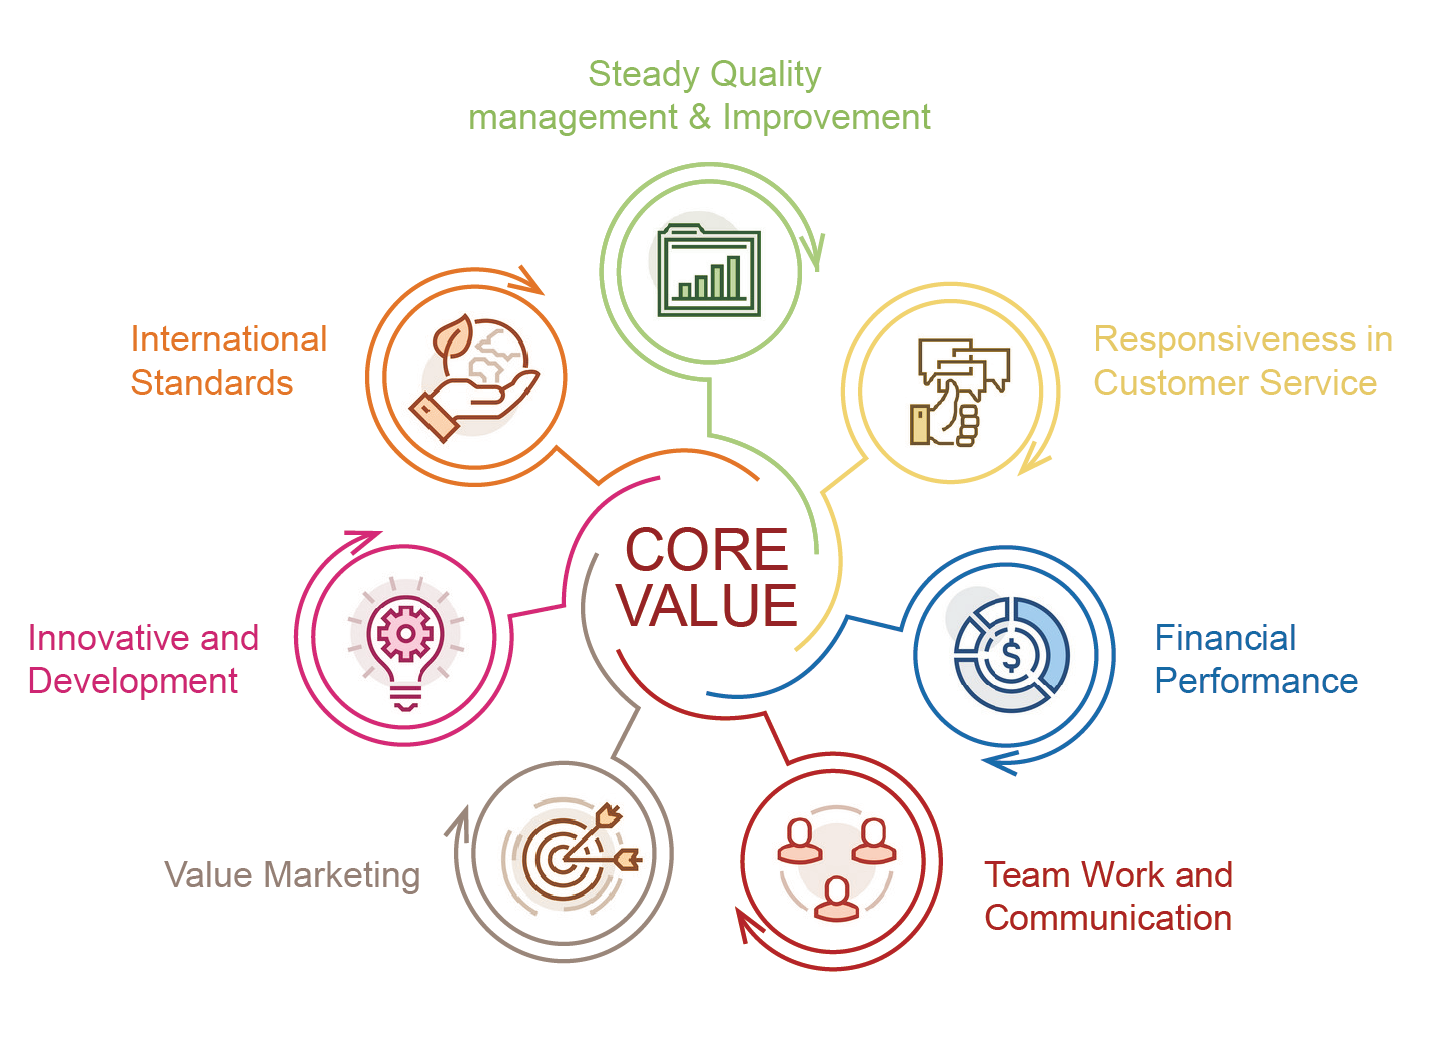 Steady Quality
management & Improvement
International
Standards
Responsiveness in
Customer Service
CORE
VALUE
Innovative and
Development
$
Financial
Performance
Value Marketing
Team Work and
Communication